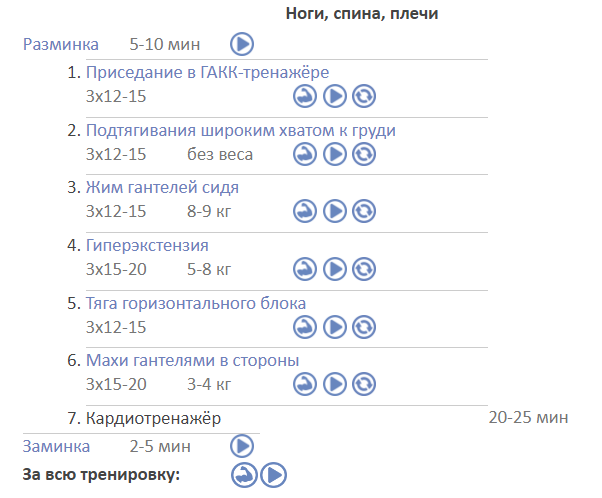 Ноги, спина, плечи
Разминка 5-10 мин
1. Приседание в ГАКК-тренажёре
3x12-15
2. Подтягивания широким хватом к груди
3x12-15 без веса
3. Жим гантелей сидя
3x12-15 8-9 кг
4. Гиперэкстензия
3x15-20 5-8 кг
5. Тяга горизонтального блока
3x12-15
6. Махи гантелями в стороны
3x15-20 3-4 кг
7. Кардиотренажёр 20-25 мин
Заминка 2-5 мин
За всю тренировку: